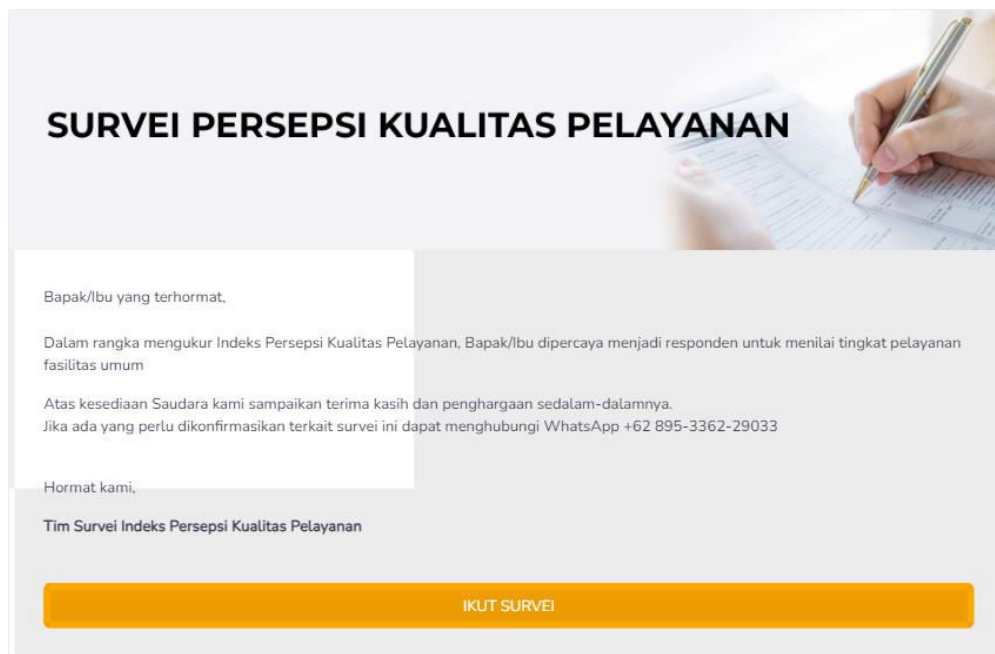 SURVEI PERSEPSI KUALITAS PELAYANAN
Bapak/Ibu yang terhormat,
Dalam rangka mengukur Indeks Persepsi Kualitas Pelayanan, Bapak/Ibu dipercaya menjadi responden untuk menilai tingkat pelayanan
fasilitas umum
Atas kesediaan Saudara kami sampaikan terima kasih dan penghargaan sedalam-dalamnya.
Jika ada yang perlu dikonfirmasikan terkait survei ini dapat menghubungi WhatsApp +62 895-3362-29033
Hormat kami,
Tim Survei Indeks Persepsi Kualitas Pelayanan
IKUT SURVEI